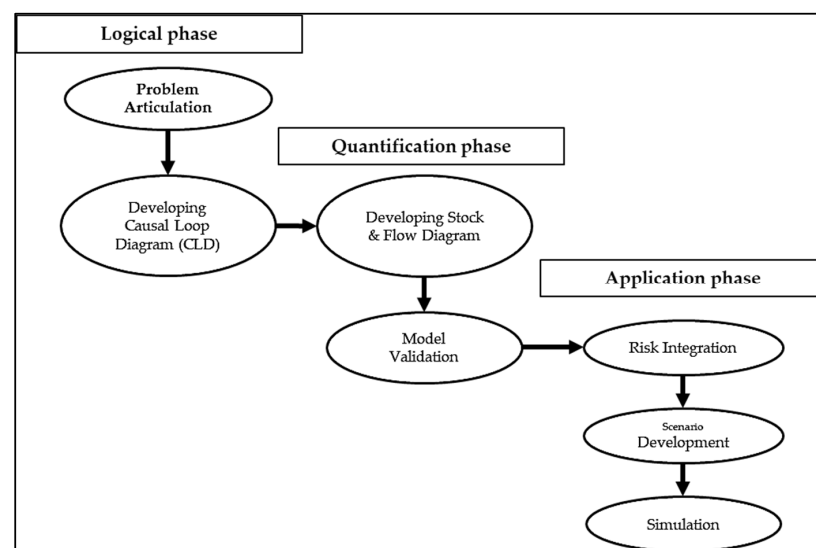 Logical phase
Problem
Articulation
Quantification phase
Developing
Causal Loop
Diagram (CLD)
Developing Stock
& Flow Diagram
Application phase
Model
Validation
Risk Integration
Scenario
Development
Simulation